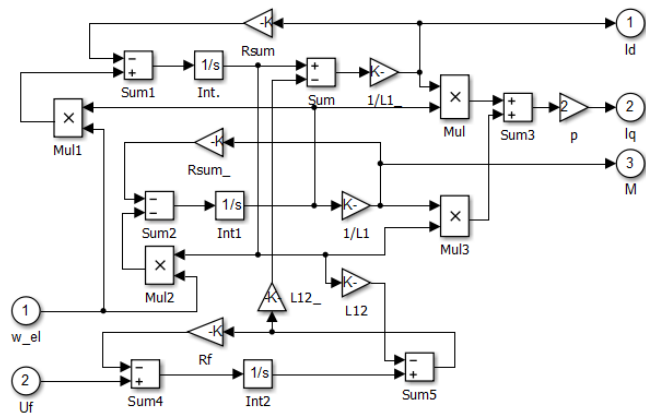 -K
Rsum
1
Id
−
+
Sum1
1/s
Int.
+
−
Sum
K-
1/L1_
×
Mul
+
+
Sum3
2
p
2
Iq
×
Mul1
-K
Rsum_
3
M
−
−
Sum2
1/s
Int1
K-
1/L1
×
Mul3
×
Mul2
K-
L12_
K-
L12
1
w_el
-K
Rf
2
Uf
−
+
Sum4
1/s
Int2
−
+
Sum5